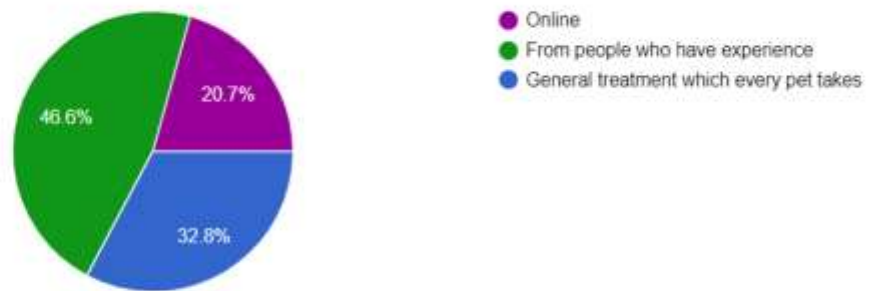 Online
From people who have experience
General treatment which every pet takes
20.7%
46.6%
32.8%